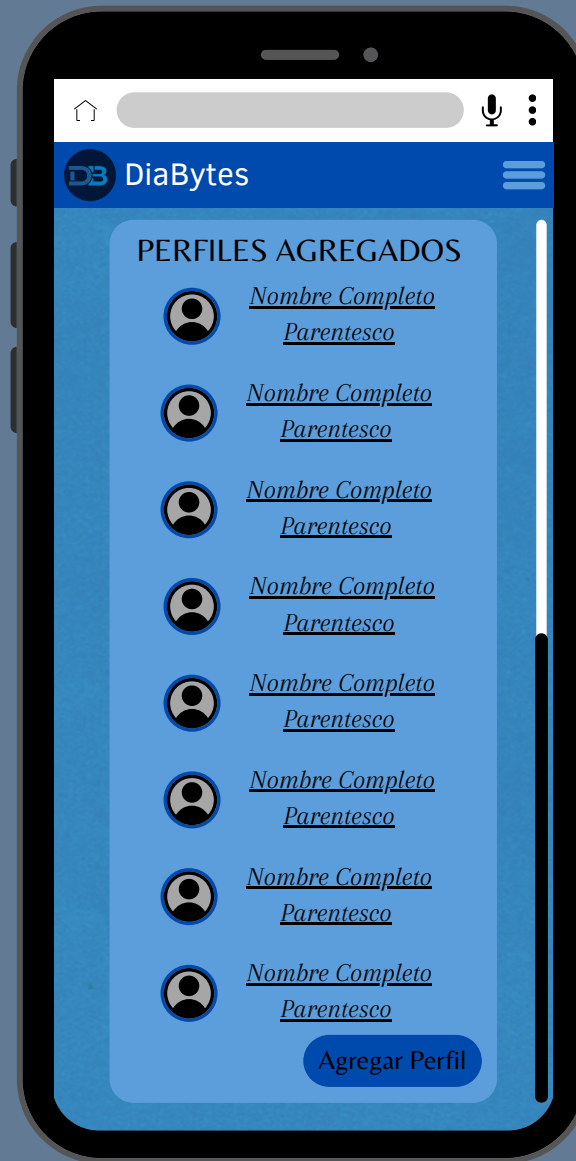 DB DiaBytes
PERFILES AGREGADOS
Nombre Completo
Parentesco
Nombre Completo
Parentesco
Nombre Completo
Parentesco
Nombre Completo
Parentesco
Nombre Completo
Parentesco
Nombre Completo
Parentesco
Nombre Completo
Parentesco
Nombre Completo
Parentesco
Agregar Perfil